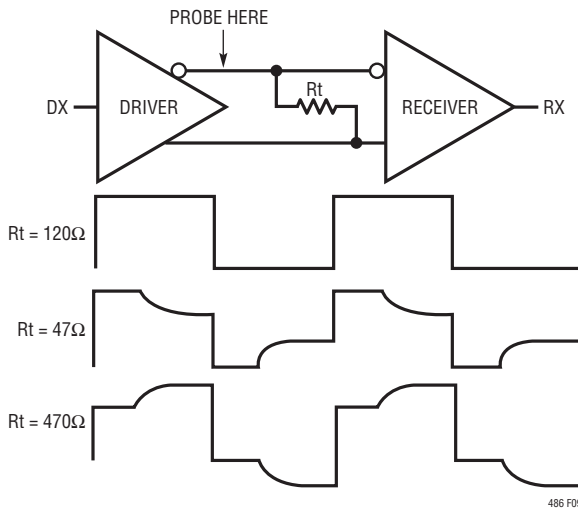 PROBE HERE
Rt
DX
DRIVER
RECEIVER
RX
Rt = 120Ω
Rt = 47Ω
Rt = 470Ω
486 F09